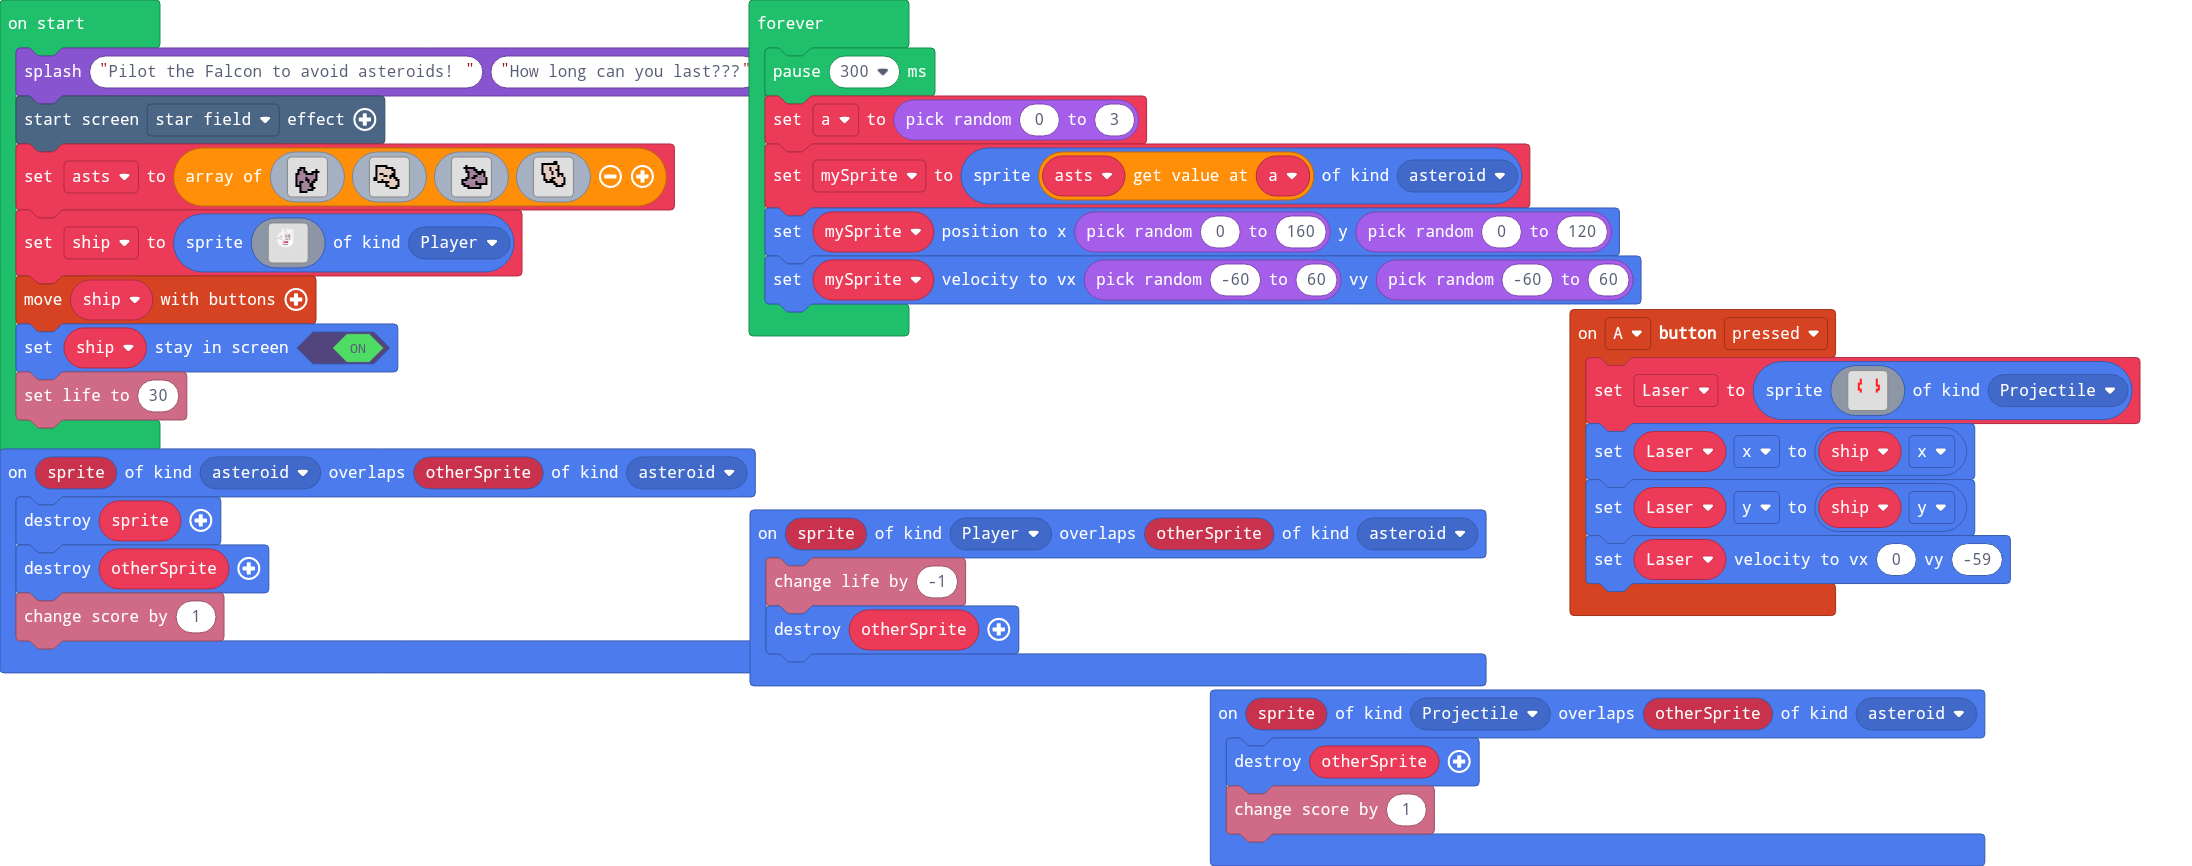 on start
splash "Pilot the Falcon to avoid asteroids! " "How long can you last???"
start screen star field effect
set asts to array of
set ship to sprite of kind Player
move ship with buttons
set ship stay in screen ON
set life to 30
forever
pause 300 ms
set a to pick random 0 to 3
set mySprite to sprite asts get value at a of kind asteroid
set mySprite position to x pick random 0 to 160 y pick random 0 to 120
set mySprite velocity to vx pick random -60 to 60 vy pick random -60 to 60
on A button pressed
set Laser to sprite of kind Projectile
set Laser x to ship x
set Laser y to ship y
set Laser velocity to vx 0 vy -59
on sprite of kind asteroid overlaps otherSprite of kind asteroid
destroy sprite
destroy otherSprite
change score by 1
on sprite of kind Player overlaps otherSprite of kind asteroid
change life by -1
destroy otherSprite
on sprite of kind Projectile overlaps otherSprite of kind asteroid
destroy otherSprite
change score by 1